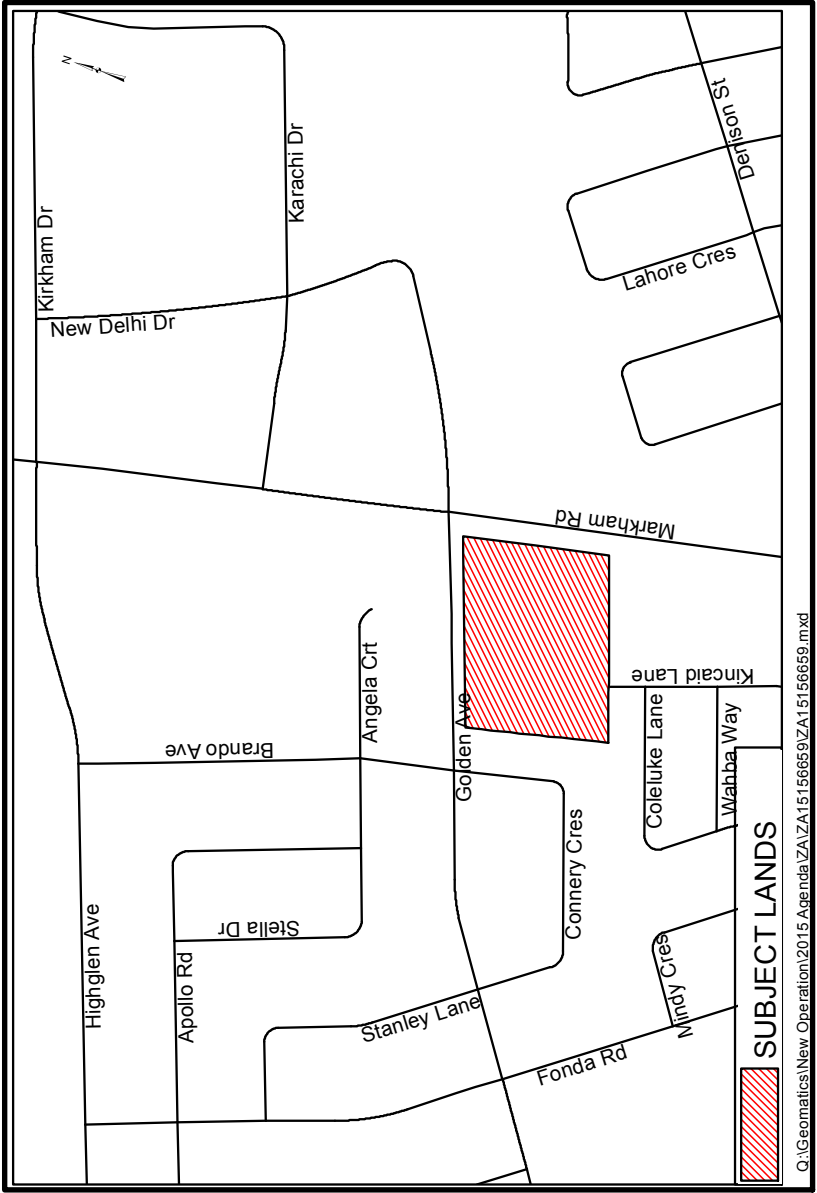 N
Kirkham Dr
Karachi Dr
New Delhi Dr
Denison St
Lahore Cres
Markham Rd
Angela Crt
Brando Ave
Golden Ave
Kincaid Lane
Coleluke Lane
Wahba Way
Highglen Ave
Apollo Rd
Stella Dr
Stanley Lane
Connery Cres
Mindy Cres
Fonda Rd
SUBJECT LANDS
Q:\Geomatics\New Operation\2015 Agenda\ZA\ZA15156659\ZA15156659.mxd